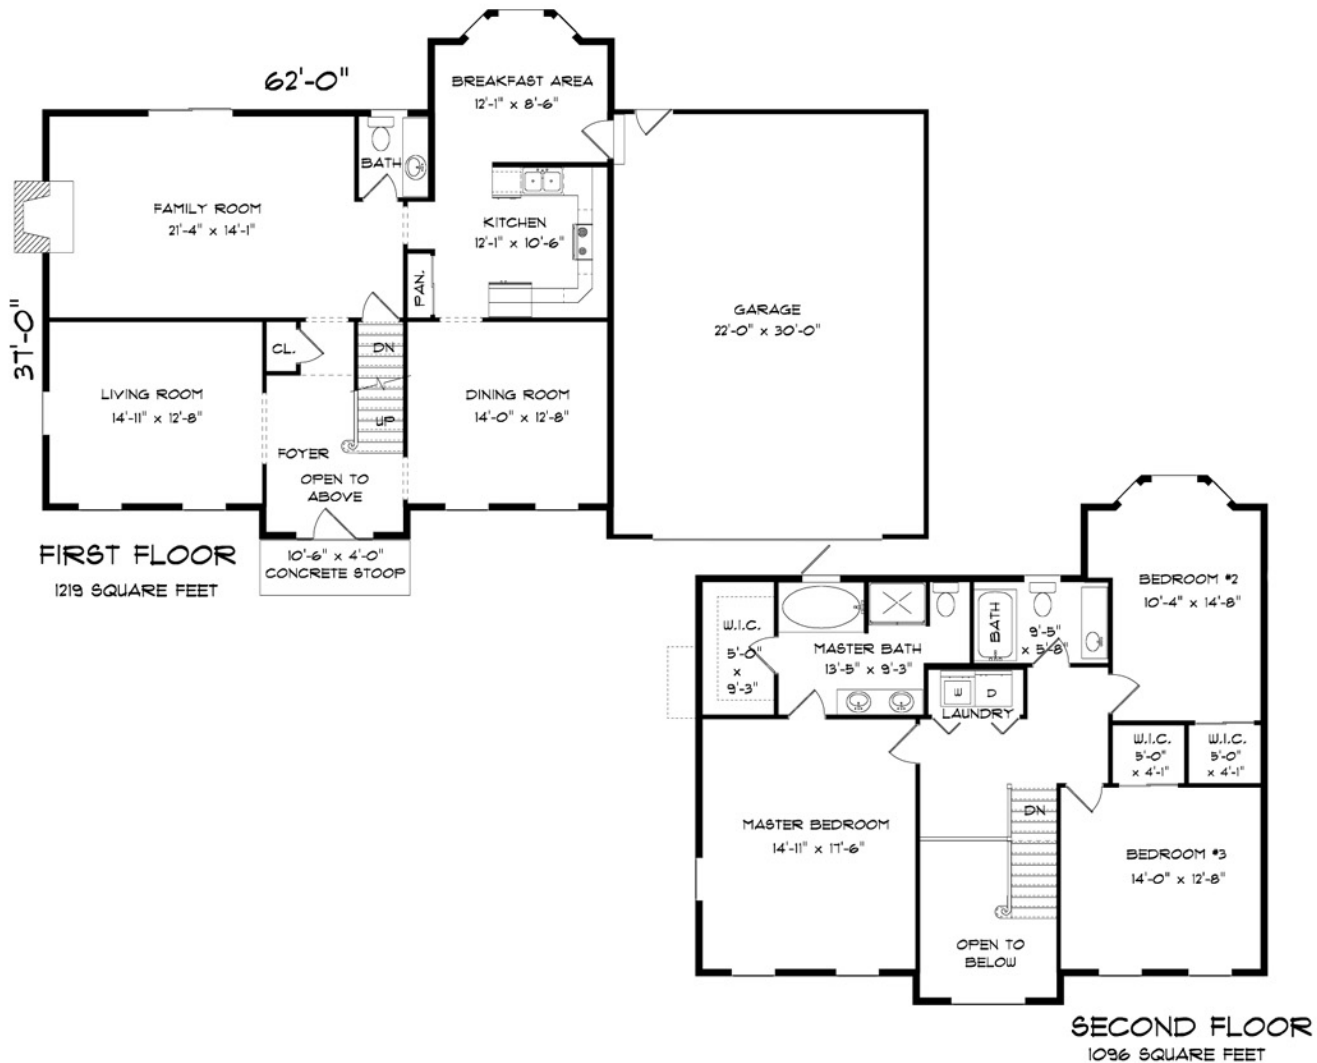 62'-0"
BREAKFAST AREA
12'-1" x 8'-6"
BATH
FAMILY ROOM
21'-4" x 14'-1"
KITCHEN
12'-1" x 10'-6"
PAN.
GARAGE
22'-0" x 30'-0"
37'-0"
CL.
DN
LIVING ROOM
14'-11" x 12'-8"
UP
DINING ROOM
14'-0" x 12'-8"
FOYER
OPEN TO
ABOVE
FIRST FLOOR
1219 SQUARE FEET
10'-6" x 4'-0"
CONCRETE STOOP
BEDROOM #2
10'-4" x 14'-8"
W.I.C.
5'-0"
x
9'-3"
MASTER BATH
13'-5" x 9'-3"
BATH
9'-5"
x 5'-8"
E
D
LAUNDRY
W.I.C.
5'-0"
x 4'-1"
W.I.C.
5'-0"
x 4'-1"
MASTER BEDROOM
14'-11" x 17'-6"
DN
BEDROOM #3
14'-0" x 12'-8"
OPEN TO
BELOW
SECOND FLOOR
1096 SQUARE FEET